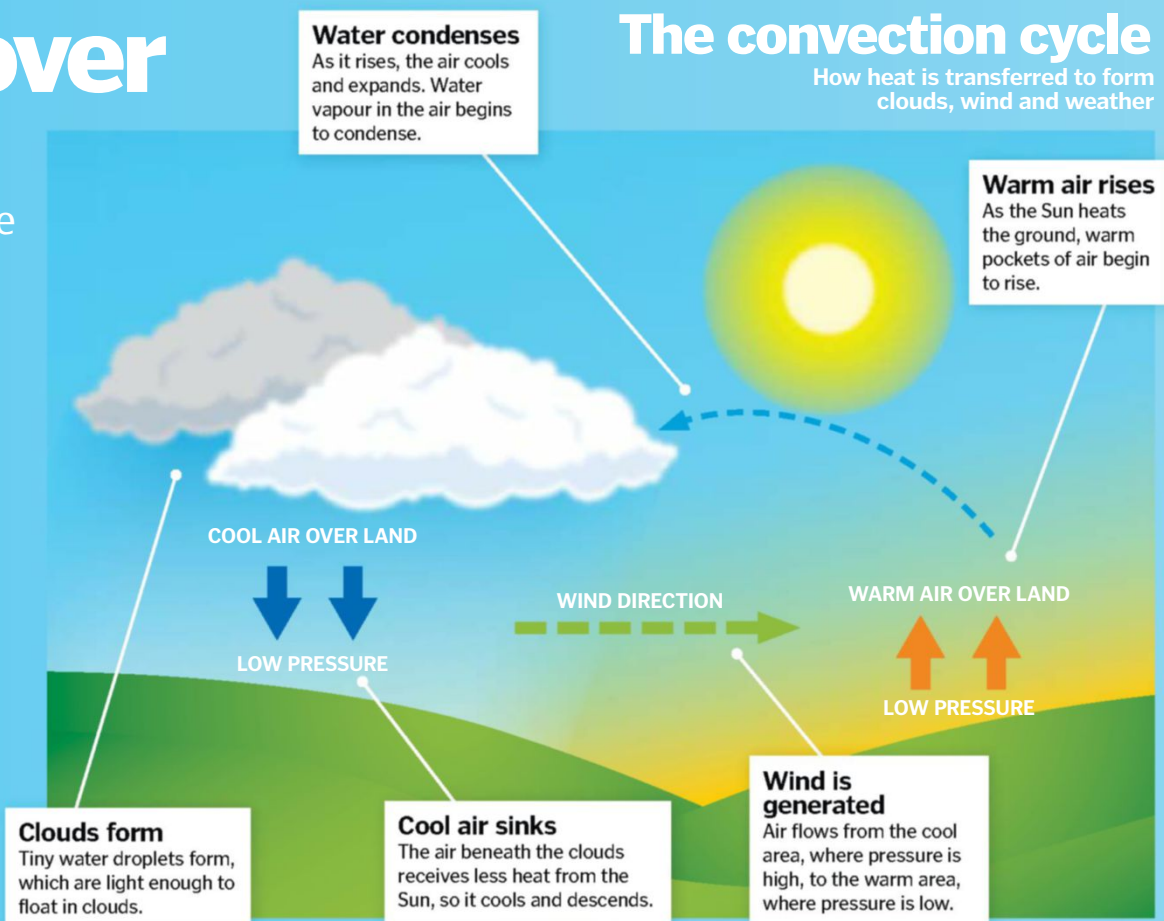 over
The convection cycle
How heat is transferred to form
clouds, wind and weather
e
Water condenses
As it rises, the air cools
and expands. Water
vapour in the air begins
to condense.
Warm air rises
As the Sun heats
the ground, warm
pockets of air begin
to rise.
COOL AIR OVER LAND
LOW PRESSURE
WIND DIRECTION
WARM AIR OVER LAND
LOW PRESSURE
Clouds form
Tiny water droplets form,
which are light enough to
float in clouds.
Cool air sinks
The air beneath the clouds
receives less heat from the
Sun, so it cools and descends.
Wind is
generated
Air flows from the cool
area, where pressure is
high, to the warm area,
where pressure is low.